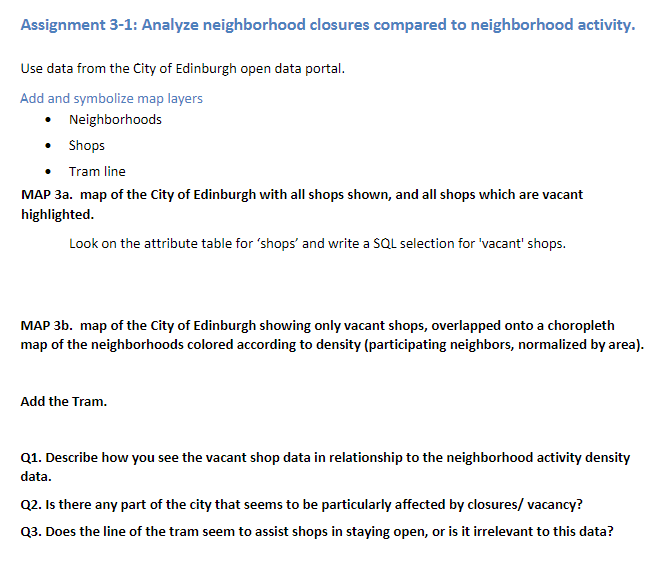 Assignment 3-1: Analyze neighborhood closures compared to neighborhood activity.
Use data from the City of Edinburgh open data portal.
Add and symbolize map layers
• Neighborhoods
• Shops
• Tram line
MAP 3a. map of the City of Edinburgh with all shops shown, and all shops which are vacant
highlighted.
Look on the attribute table for ‘shops’ and write a SQL selection for 'vacant' shops.
MAP 3b. map of the City of Edinburgh showing only vacant shops, overlapped onto a choropleth
map of the neighborhoods colored according to density (participating neighbors, normalized by area).
Add the Tram.
Q1. Describe how you see the vacant shop data in relationship to the neighborhood activity density
data.
Q2. Is there any part of the city that seems to be particularly affected by closures/ vacancy?
Q3. Does the line of the tram seem to assist shops in staying open, or is it irrelevant to this data?